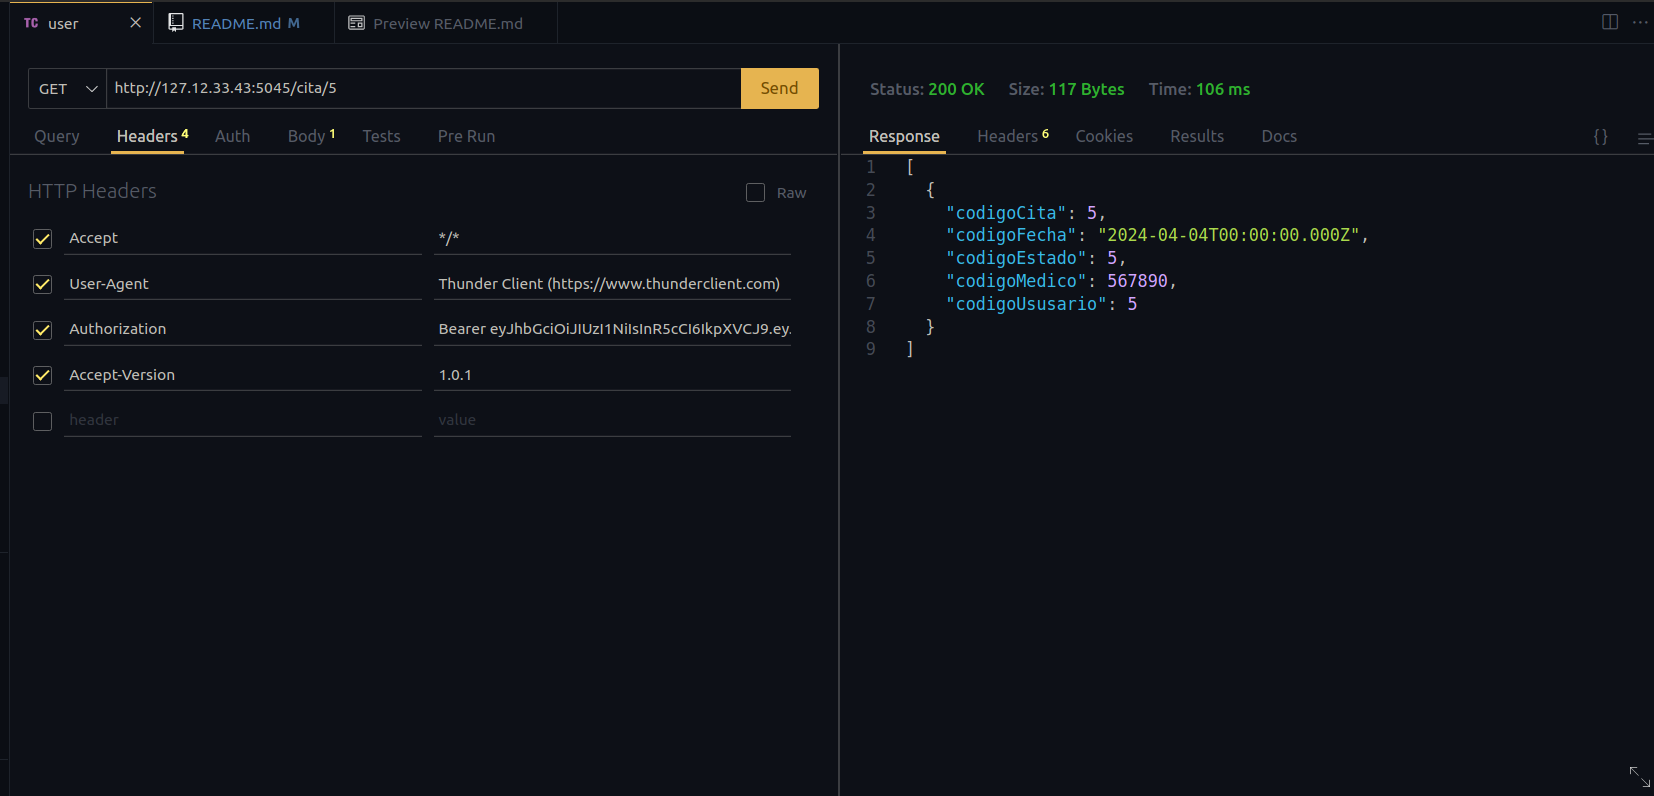 TC user
README.md M
Preview README.md
GET http://127.12.33.43:5045/cita/5 Send
Query Headers 4 Auth Body 1 Tests Pre Run
HTTP Headers Raw
Accept */*
User-Agent Thunder Client (https://www.thunderclient.com)
Authorization Bearer eyJhbGciOiJIUzI1NiIsInR5cCI6IkpXVCJ9.ey.
Accept-Version 1.0.1
header value
Status: 200 OK Size: 117 Bytes Time: 106 ms
Response Headers 6 Cookies Results Docs {}
1 [
2 {
3 "codigoCita": 5,
4 "codigoFecha": "2024-04-04T00:00:00.000Z",
5 "codigoEstado": 5,
6 "codigoMedico": 567890,
7 "codigoUsusario": 5
8 }
9 ]